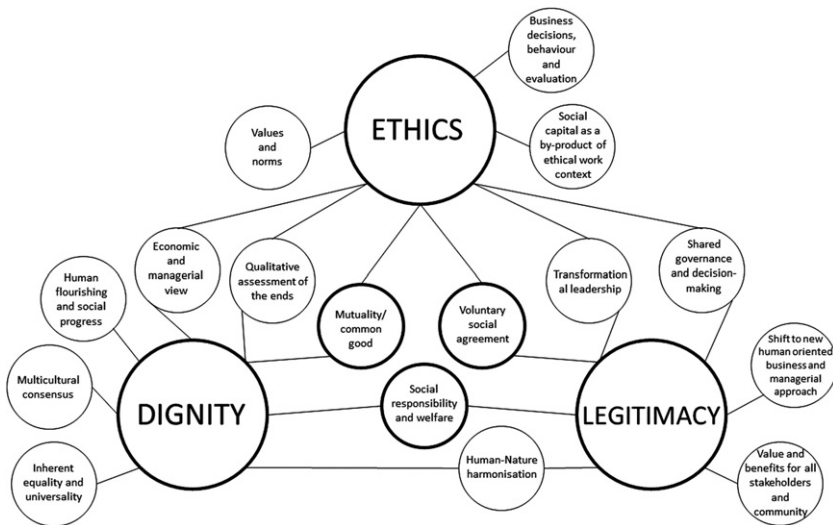 Business
decisions,
behaviour
and
evaluation
ETHICS
Values
and
norms
Social
capital as a
by-product of
ethical work
context
Economic
and
managerial
view
Qualitative
assessment of
the ends
Transformation
al leadership
Shared
governance
and decision-
making
Human
flourishing
and social
progress
Mutuality/
common
good
Voluntary
social
agreement
Shift to new
human oriented
business and
managerial
approach
Multicultural
consensus
DIGNITY
Social
responsibility
and welfare
LEGITIMACY
Inherent
equality and
universality
Human-Nature
harmonisation
Value and
benefits for all
stakeholders
and
community